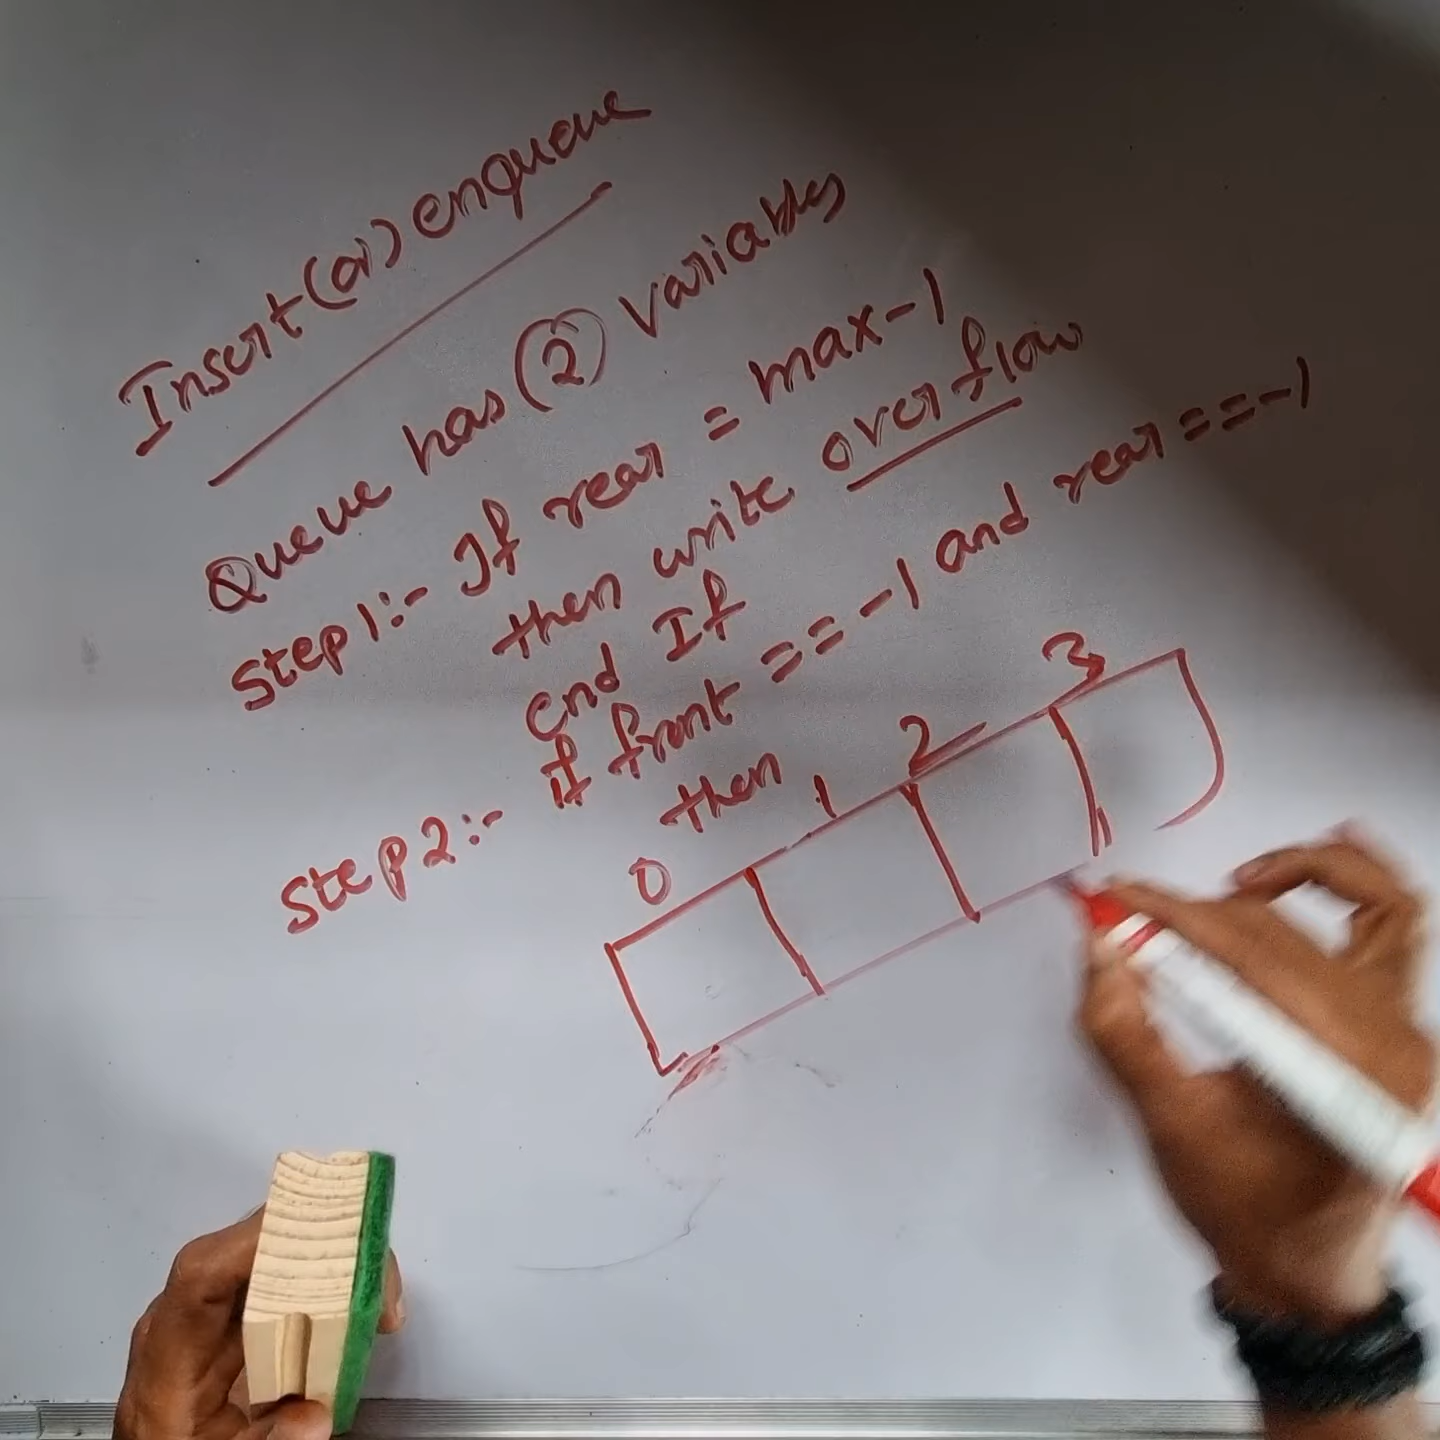 Insert (or) enqueue
Queue has (2) variables
Step 1:- If rear = max-1
then write overflow
end If
Step 2:- if front == -1 and rear == -1
then
0 1 2 3